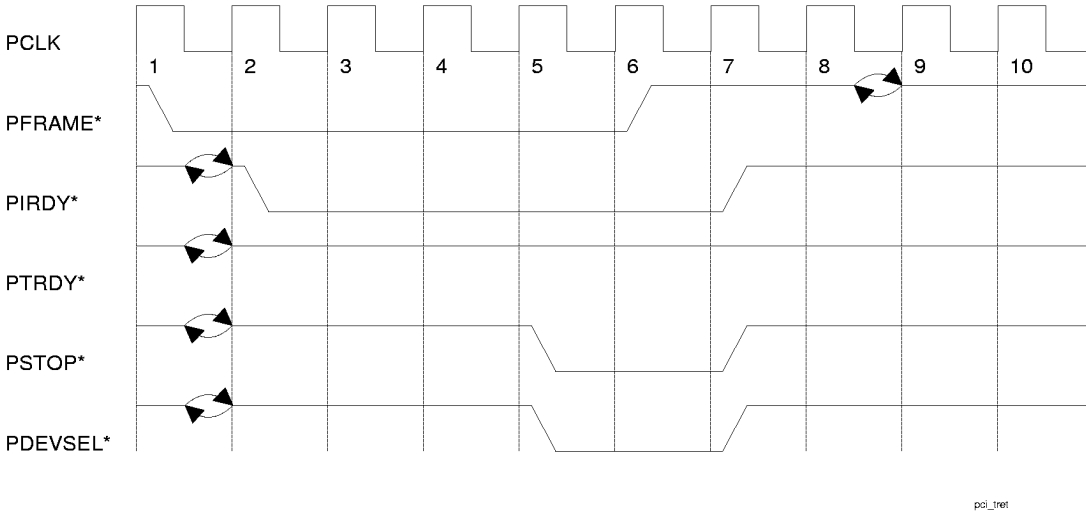 PCLK
1 2 3 4 5 6 7 8 9 10
PFRAME*
PIRDY*
PTRDY*
PSTOP*
PDEVSEL*
pci_tret